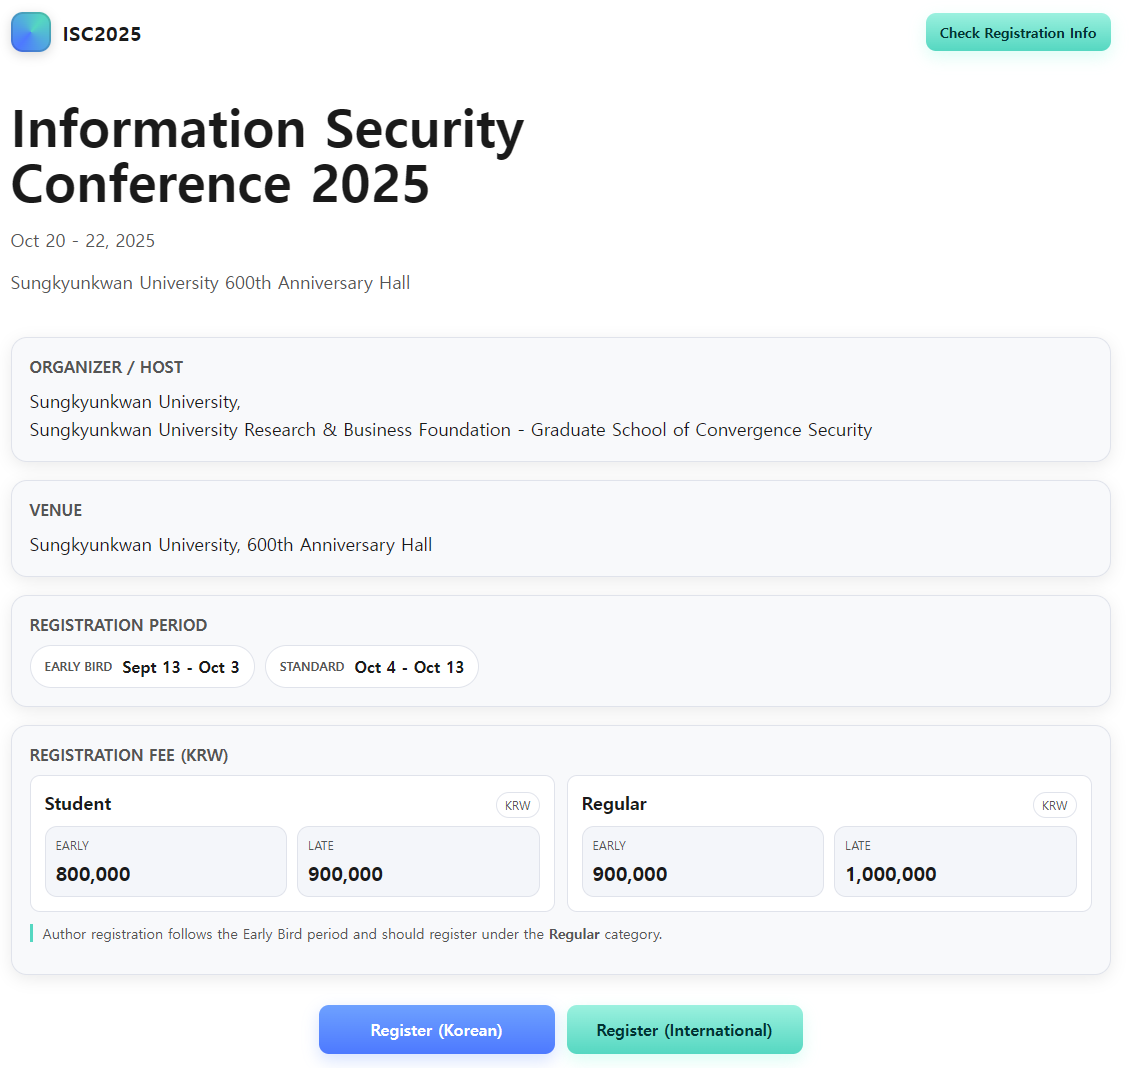 ISC2025
Check Registration Info
Information Security
Conference 2025
Oct 20 - 22, 2025
Sungkyunkwan University 600th Anniversary Hall
ORGANIZER / HOST
Sungkyunkwan University,
Sungkyunkwan University Research & Business Foundation - Graduate School of Convergence Security
VENUE
Sungkyunkwan University, 600th Anniversary Hall
REGISTRATION PERIOD
EARLY BIRD Sept 13 - Oct 3
STANDARD Oct 4 - Oct 13
REGISTRATION FEE (KRW)
Student
KRW
EARLY
800,000
LATE
900,000
Regular
KRW
EARLY
900,000
LATE
1,000,000
Author registration follows the Early Bird period and should register under the Regular category.
Register (Korean)
Register (International)